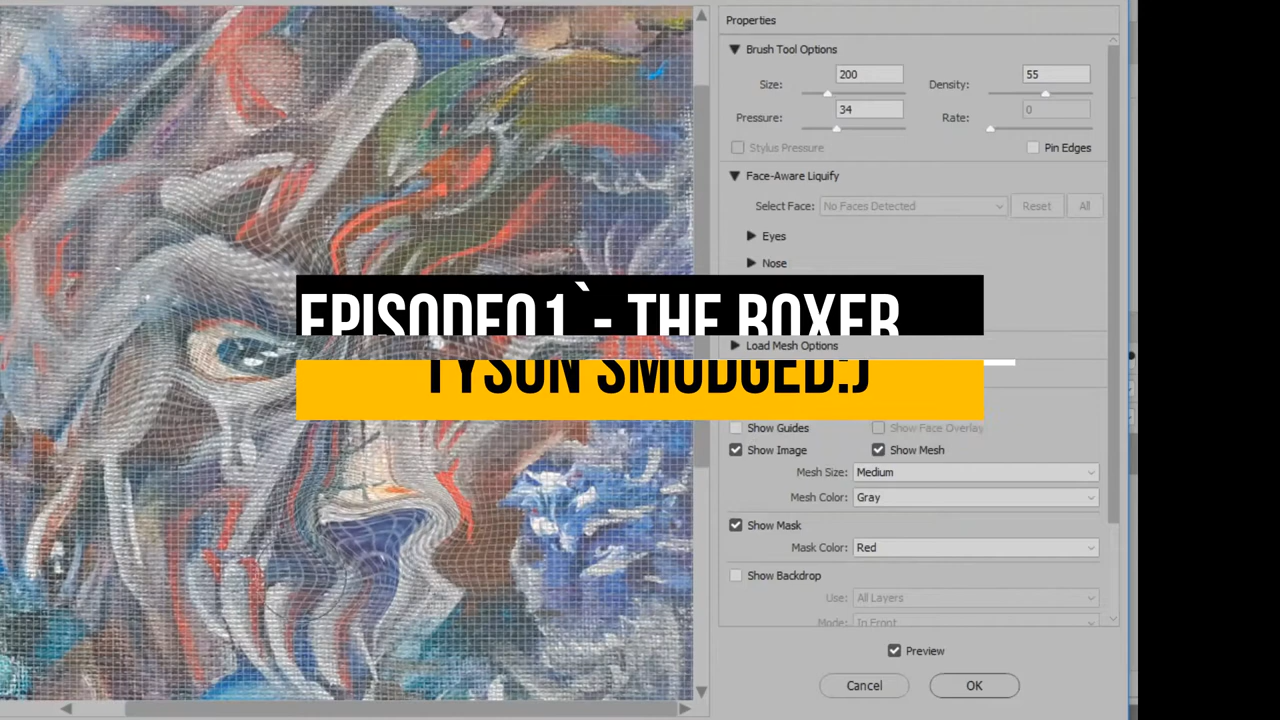 Properties
Brush Tool Options
Size: 200 Density: 55
Pressure: 34 Rate: 0
Stylus Pressure Pin Edges
Face-Aware Liquify
Select Face: No Faces Detected Reset All
Eyes
Nose
EPISODE01`- THE BOXER
Load Mesh Options
TYSON SMUDGED:)
Show Guides Show Face Overlay
Show Image Show Mesh
Mesh Size: Medium
Mesh Color: Gray
Show Mask
Mask Color: Red
Show Backdrop
Use: All Layers
Mode: In Front
Preview
Cancel OK